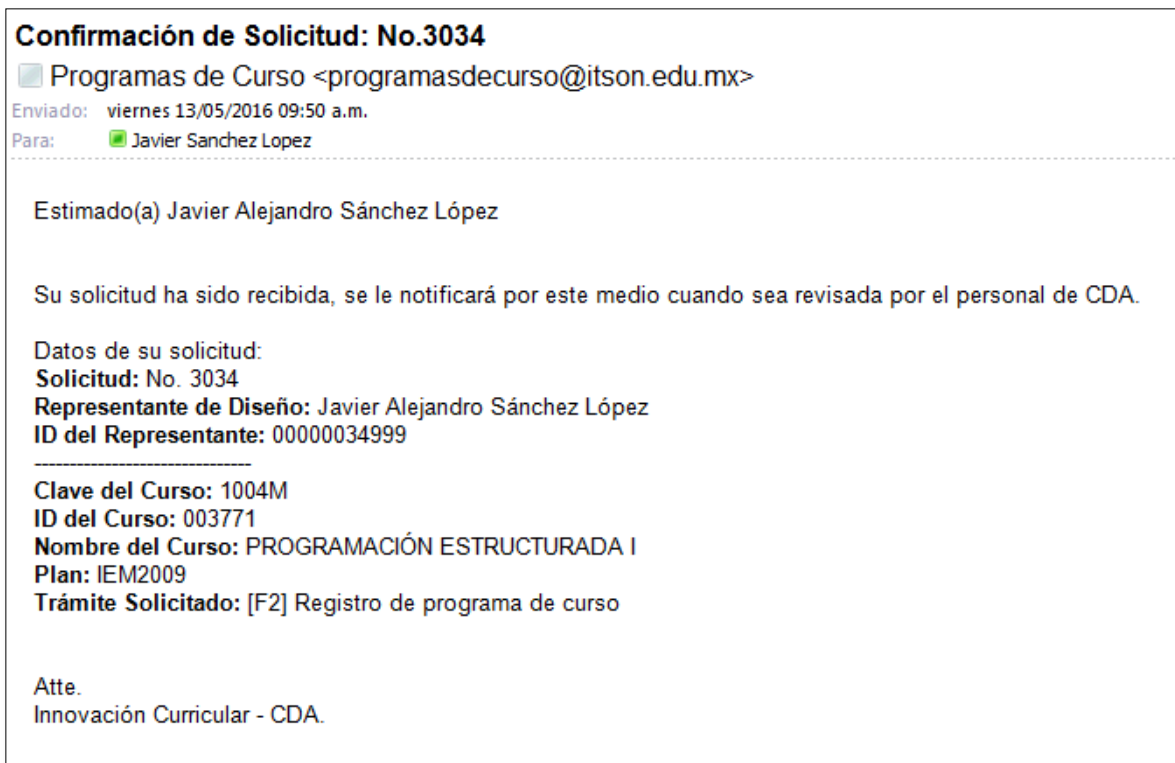 Confirmación de Solicitud: No.3034
Programas de Curso <programasdecurso@itson.edu.mx>
Enviado: viernes 13/05/2016 09:50 a.m.
Para: Javier Sanchez Lopez
Estimado(a) Javier Alejandro Sánchez López
Su solicitud ha sido recibida, se le notificará por este medio cuando sea revisada por el personal de CDA.
Datos de su solicitud:
Solicitud: No. 3034
Representante de Diseño: Javier Alejandro Sánchez López
ID del Representante: 00000034999
-------------------------------
Clave del Curso: 1004M
ID del Curso: 003771
Nombre del Curso: PROGRAMACIÓN ESTRUCTURADA I
Plan: IEM2009
Trámite Solicitado: [F2] Registro de programa de curso
Atte.
Innovación Curricular - CDA.